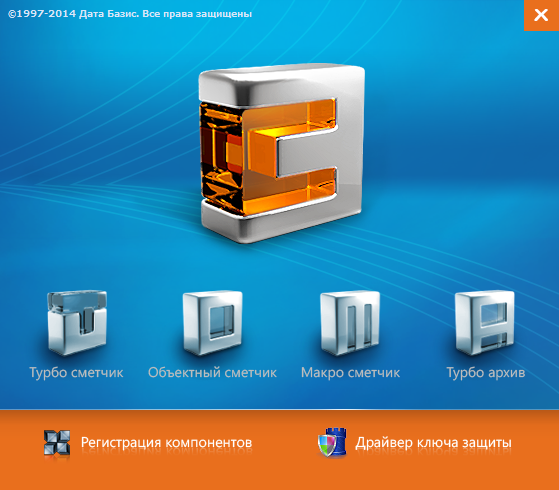 ©1997-2014 Дата Базис. Все права защищены
Турбо сметчик
Объектный сметчик
Макро сметчик
Турбо архив
Регистрация компонентов
Драйвер ключа защиты